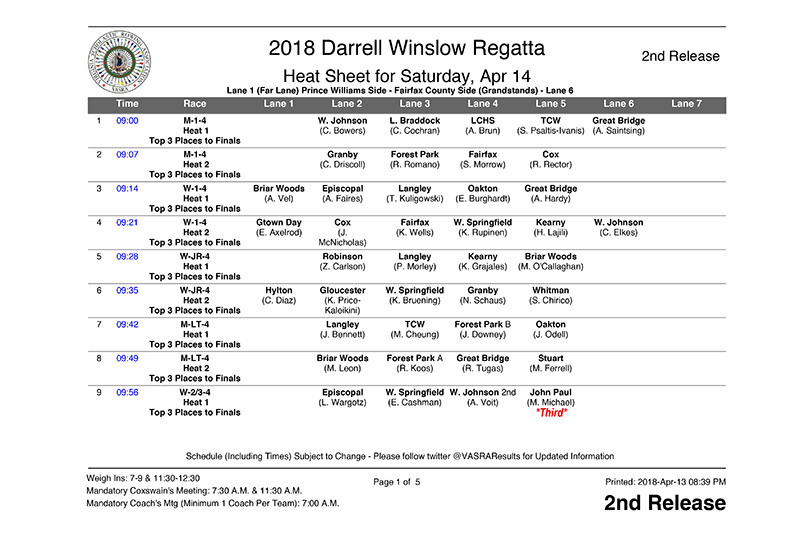 VIRGINIA SCHOLASTIC ROWING ASSOCIATION
VASRA
2018 Darrell Winslow Regatta
2nd Release
Heat Sheet for Saturday, Apr 14
Lane 1 (Far Lane) Prince Williams Side - Fairfax County Side (Grandstands) - Lane 6
Time Race Lane 1 Lane 2 Lane 3 Lane 4 Lane 5 Lane 6 Lane 7
1 09:00 M-1-4 W. Johnson L. Braddock LCHS TCW Great Bridge
Heat 1 (C. Bowers) (C. Cochran) (A. Brun) (S. Psaltis-Ivanis) (A. Saintsing)
Top 3 Places to Finals
2 09:07 M-1-4 Granby Forest Park Fairfax Cox
Heat 2 (C. Driscoll) (R. Romano) (S. Morrow) (R. Rector)
Top 3 Places to Finals
3 09:14 W-1-4 Briar Woods Episcopal Langley Oakton Great Bridge
Heat 1 (A. Vel) (A. Faires) (T. Kuligowski) (E. Burghardt) (A. Hardy)
Top 3 Places to Finals
4 09:21 W-1-4 Gtown Day Cox Fairfax W. Springfield Kearny W. Johnson
Heat 2 (E. Axelrod) (J. (K. Wells) (K. Rupinen) (H. Lajili) (C. Elkes)
Top 3 Places to Finals McNicholas)
5 09:28 W-JR-4 Robinson Langley Kearny Briar Woods
Heat 1 (Z. Carlson) (P. Morley) (K. Grajales) (M. O'Callaghan)
Top 3 Places to Finals
6 09:35 W-JR-4 Hylton Gloucester W. Springfield Granby Whitman
Heat 2 (C. Diaz) (K. Price- (K. Bruening) (N. Schaus) (S. Chirico)
Top 3 Places to Finals Kaleikini)
7 09:42 M-LT-4 Langley TCW Forest Park B Oakton
Heat 1 (J. Bennett) (M. Cheung) (J. Downey) (J. Odell)
Top 3 Places to Finals
8 09:49 M-LT-4 Briar Woods Forest Park A Great Bridge Stuart
Heat 2 (M. Leon) (R. Koos) (R. Tugas) (M. Ferrell)
Top 3 Places to Finals
9 09:56 W-2/3-4 Episcopal W. Springfield W. Johnson 2nd John Paul
Heat 1 (L. Wargotz) (E. Cashman) (A. Voit) (M. Michael)
Top 3 Places to Finals *Third*
Schedule (Including Times) Subject to Change - Please follow twitter @VASRAResults for Updated Information
Weigh Ins: 7-9 & 11:30-12:30
Page 1 of 5
Printed: 2018-Apr-13 08:39 PM
Mandatory Coxswain's Meeting: 7:30 A.M. & 11:30 A.M.
Mandatory Coach's Mtg (Minimum 1 Coach Per Team): 7:00 A.M.
2nd Release